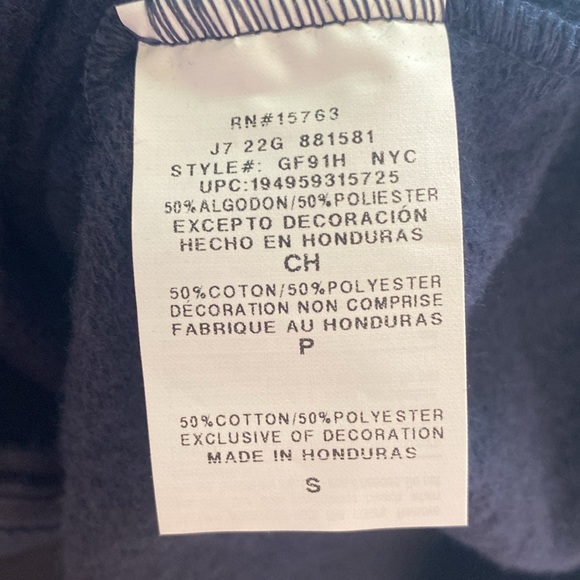 RN#15763
J7 22G 881581
STYLE#: GF91H NYC
UPC:194959315725
50%ALGODON/50%POLIESTER
EXCEPTO DECORACIÓN
HECHO EN HONDURAS
CH
50%COTON/50%POLYESTER
DÉCORATION NON COMPRISE
FABRIQUE AU HONDURAS
P
50%COTTON/50%POLYESTER
EXCLUSIVE OF DECORATION
MADE IN HONDURAS
S